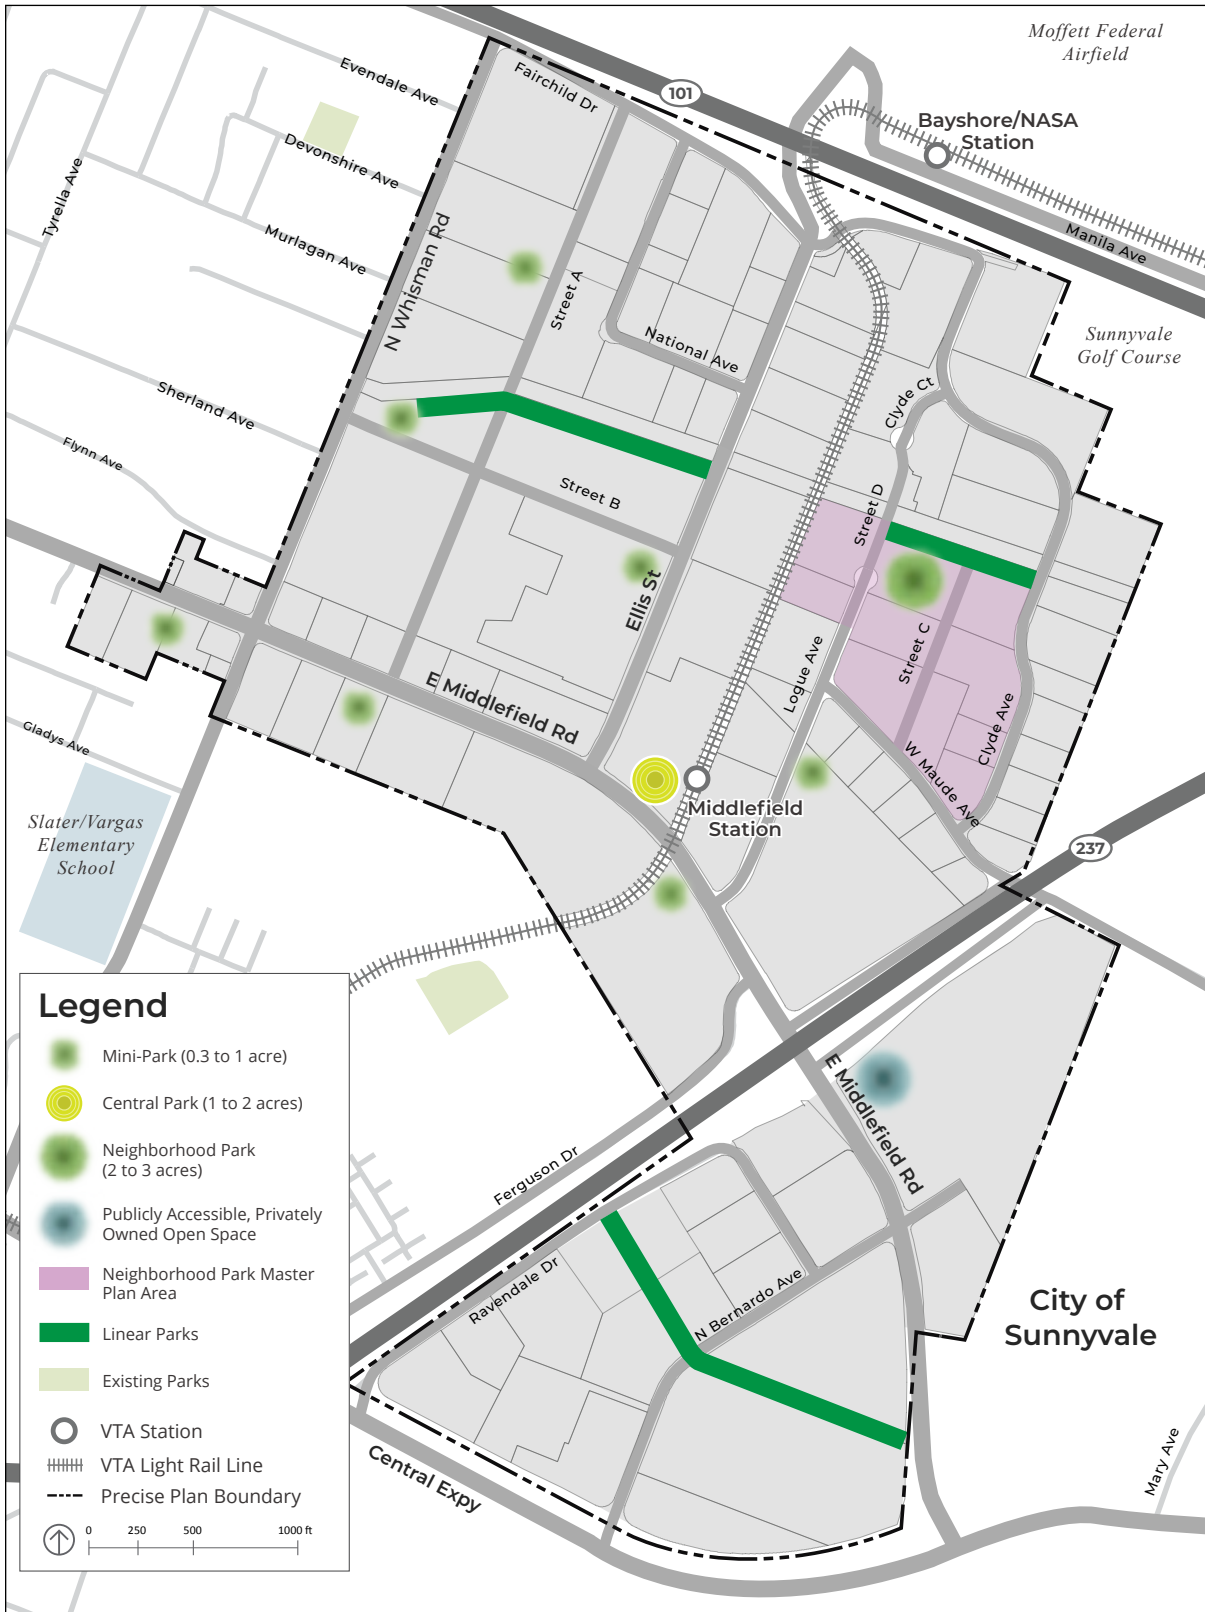 Moffett Federal
Airfield
Evendale Ave
Fairchild Dr
101
Bayshore/NASA
Station
Devonshire Ave
Tyrella Ave
Murlagan Ave
Manila Ave
N Whisman Rd
Street A
National Ave
Sunnyvale
Golf Course
Sherland Ave
Clyde Ct
Flynn Ave
Street B
Street D
Ellis St
Street C
Logue Ave
E Middlefield Rd
Clyde Ave
Gladys Ave
W Maude Ave
Middlefield
Station
Slater/Vargas
Elementary
School
237
E Middlefield Rd
Ferguson Dr
Ravendale Dr
N Bernardo Ave
City of
Sunnyvale
Central Expy
Mary Ave
Legend
Mini-Park (0.3 to 1 acre)
Central Park (1 to 2 acres)
Neighborhood Park
(2 to 3 acres)
Publicly Accessible, Privately
Owned Open Space
Neighborhood Park Master
Plan Area
Linear Parks
Existing Parks
VTA Station
VTA Light Rail Line
Precise Plan Boundary
0 250 500 1000 ft